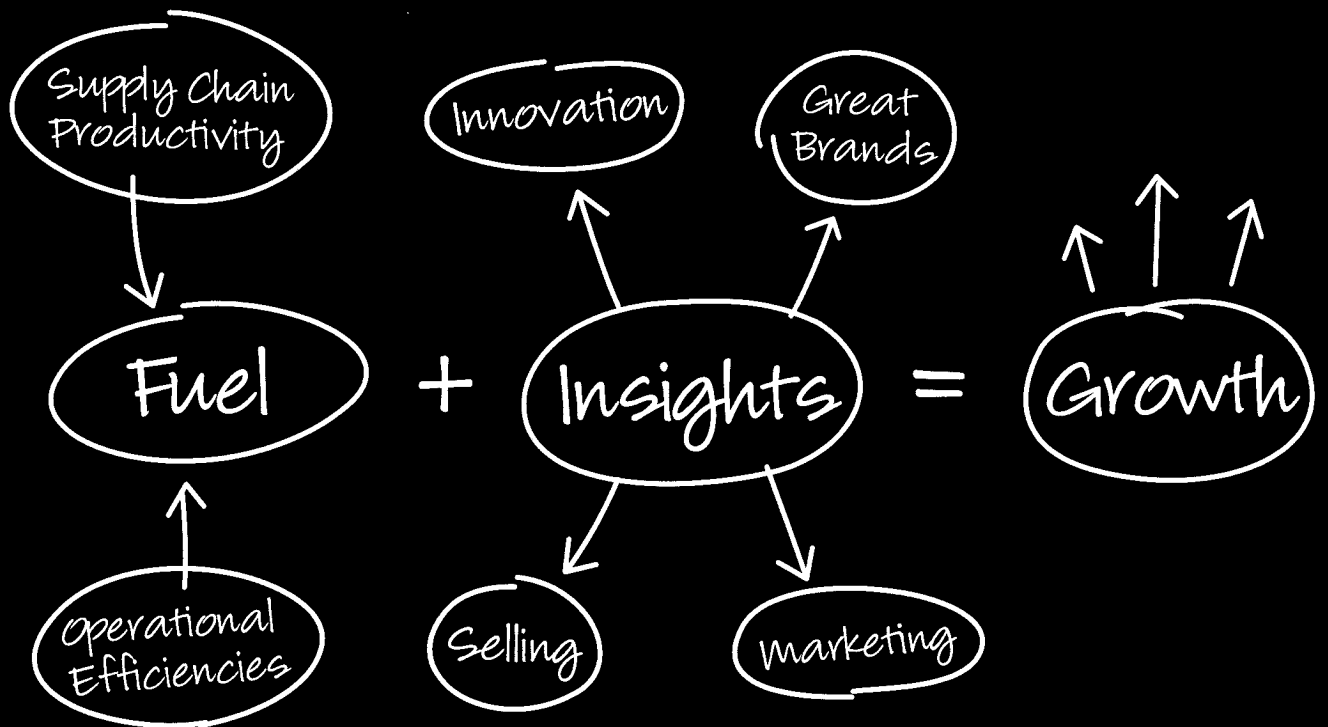 Supply Chain
Productivity
Innovation
Great
Brands
Fuel + Insights = Growth
Operational
Efficiencies
Selling
Marketing